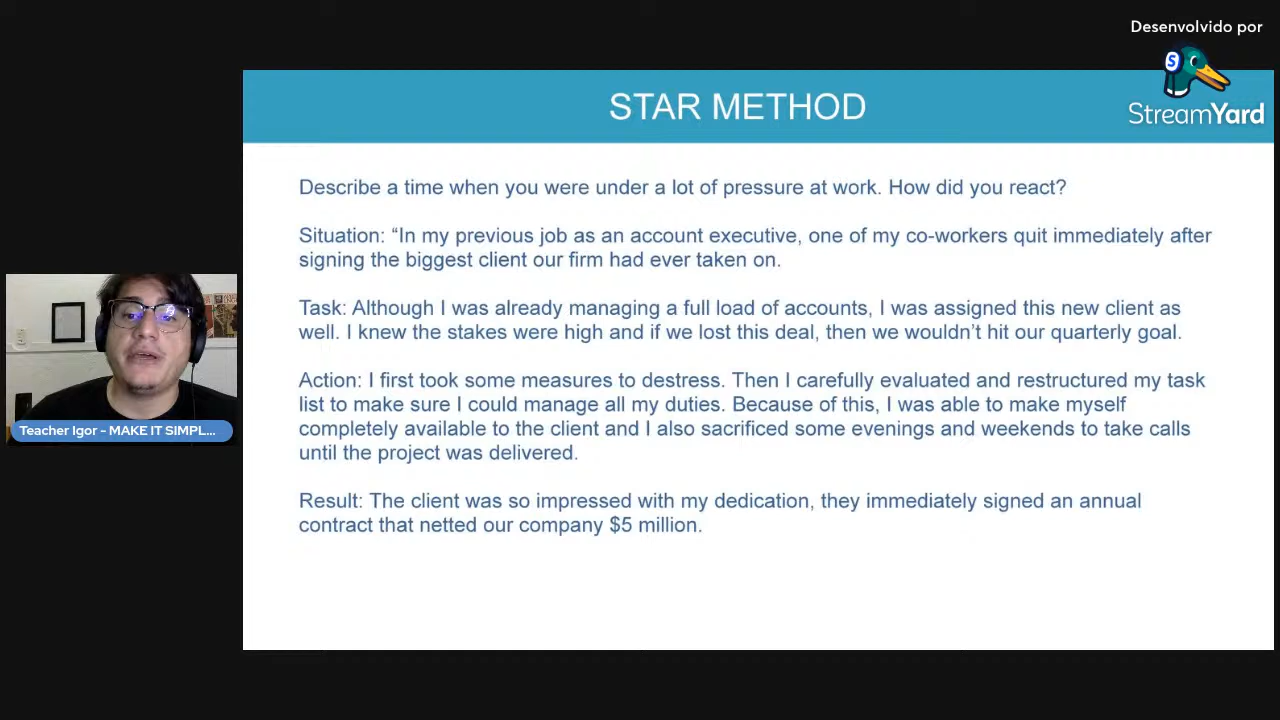 Desenvolvido por
StreamYard
STAR METHOD
Describe a time when you were under a lot of pressure at work. How did you react?
Situation: “In my previous job as an account executive, one of my co-workers quit immediately after
signing the biggest client our firm had ever taken on.
Task: Although I was already managing a full load of accounts, I was assigned this new client as
well. I knew the stakes were high and if we lost this deal, then we wouldn’t hit our quarterly goal.
Action: I first took some measures to destress. Then I carefully evaluated and restructured my task
list to make sure I could manage all my duties. Because of this, I was able to make myself
completely available to the client and I also sacrificed some evenings and weekends to take calls
until the project was delivered.
Result: The client was so impressed with my dedication, they immediately signed an annual
contract that netted our company $5 million.
Teacher Igor - MAKE IT SIMPL...